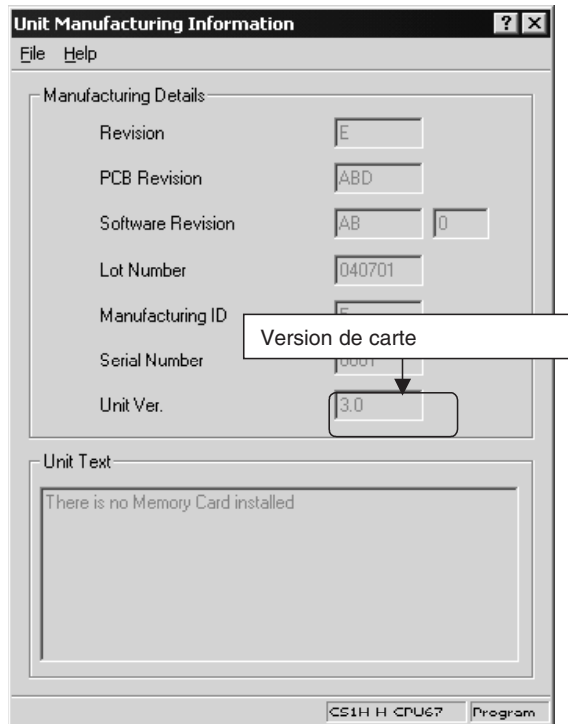 Unit Manufacturing Information
File Help
Manufacturing Details
Revision E
PCB Revision ABD
Software Revision AB 0
Lot Number 040701
Manufacturing ID
Version de carte
Serial Number
Unit Ver. 3.0
Unit Text
There is no Memory Card installed
CS1H-H CPU67 Program